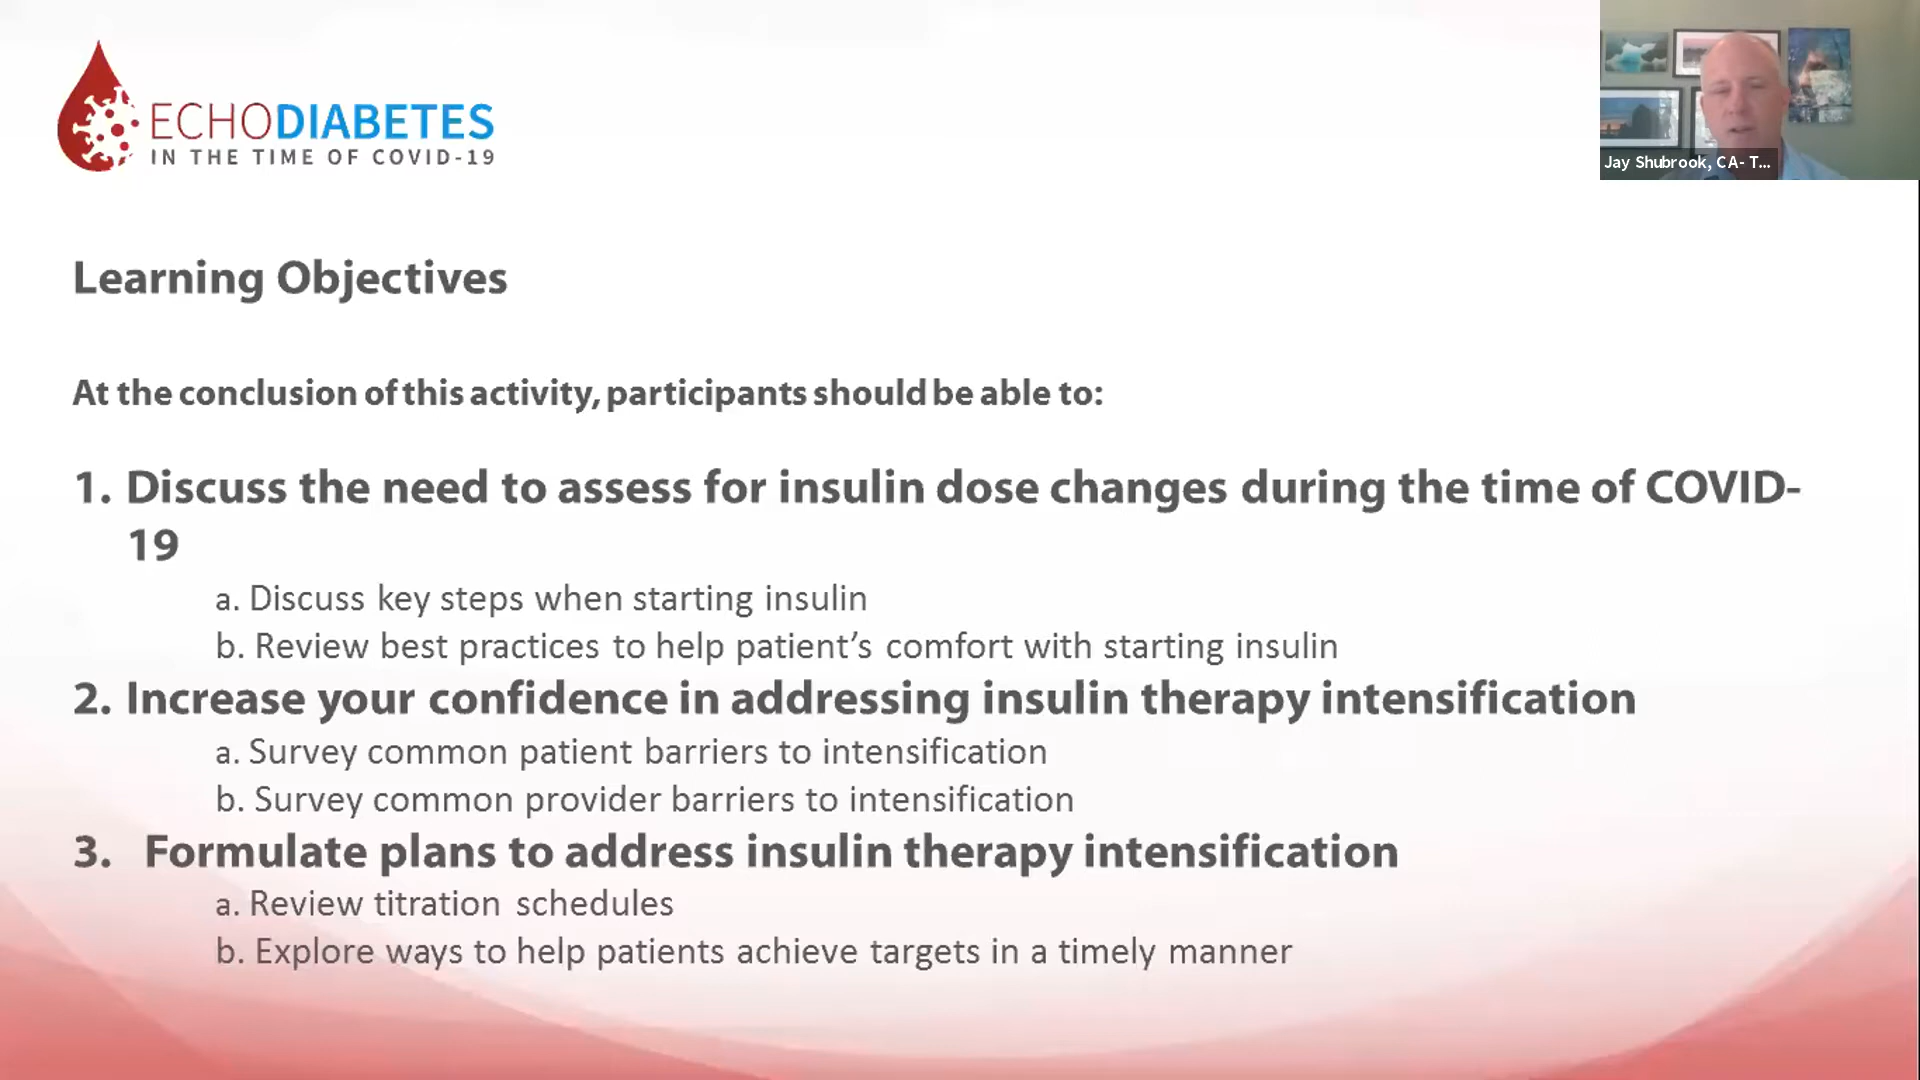 ECHODIABETES
IN THE TIME OF COVID-19
Jay Shubrook, CA- T...
Learning Objectives
At the conclusion of this activity, participants should be able to:
1. Discuss the need to assess for insulin dose changes during the time of COVID-
19
a. Discuss key steps when starting insulin
b. Review best practices to help patient’s comfort with starting insulin
2. Increase your confidence in addressing insulin therapy intensification
a. Survey common patient barriers to intensification
b. Survey common provider barriers to intensification
3. Formulate plans to address insulin therapy intensification
a. Review titration schedules
b. Explore ways to help patients achieve targets in a timely manner